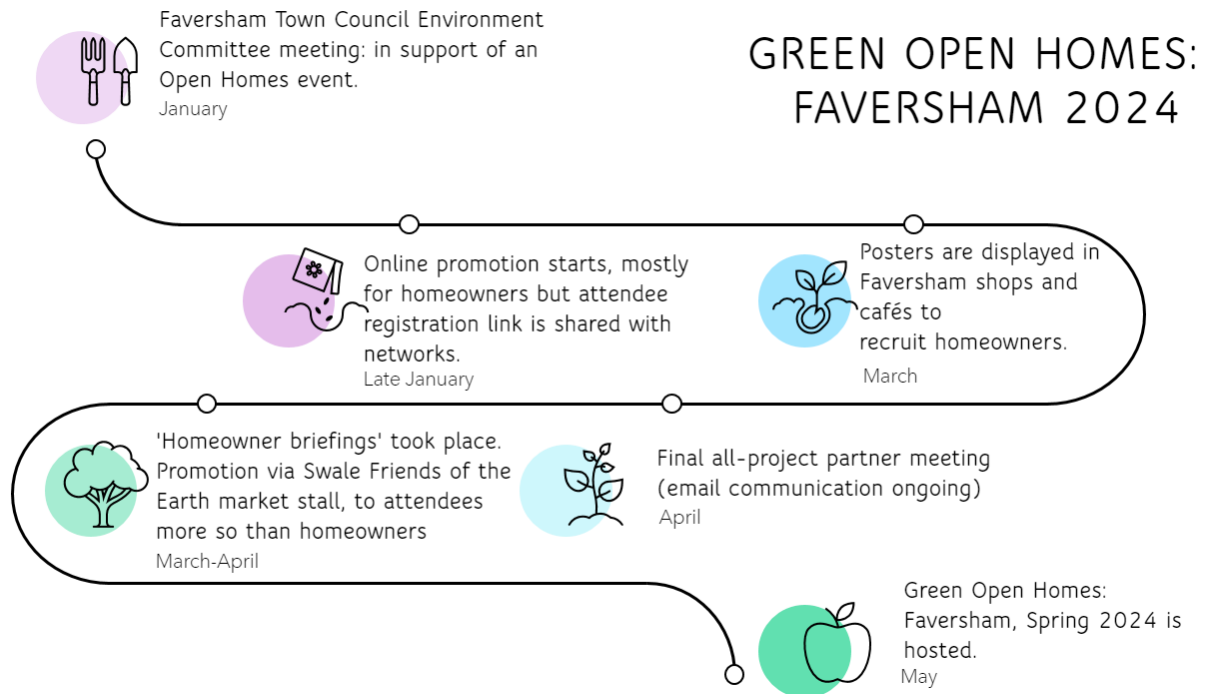 Faversham Town Council Environment
Committee meeting: in support of an
Open Homes event.
January
GREEN OPEN HOMES:
FAVERSHAM 2024
Online promotion starts, mostly
for homeowners but attendee
registration link is shared with
networks.
Late January
Posters are displayed in
Faversham shops and
cafés to
recruit homeowners.
March
Final all-project partner meeting
(email communication ongoing)
April
'Homeowner briefings' took place.
Promotion via Swale Friends of the
Earth market stall, to attendees
more so than homeowners
March-April
Green Open Homes:
Faversham, Spring 2024 is
hosted.
May